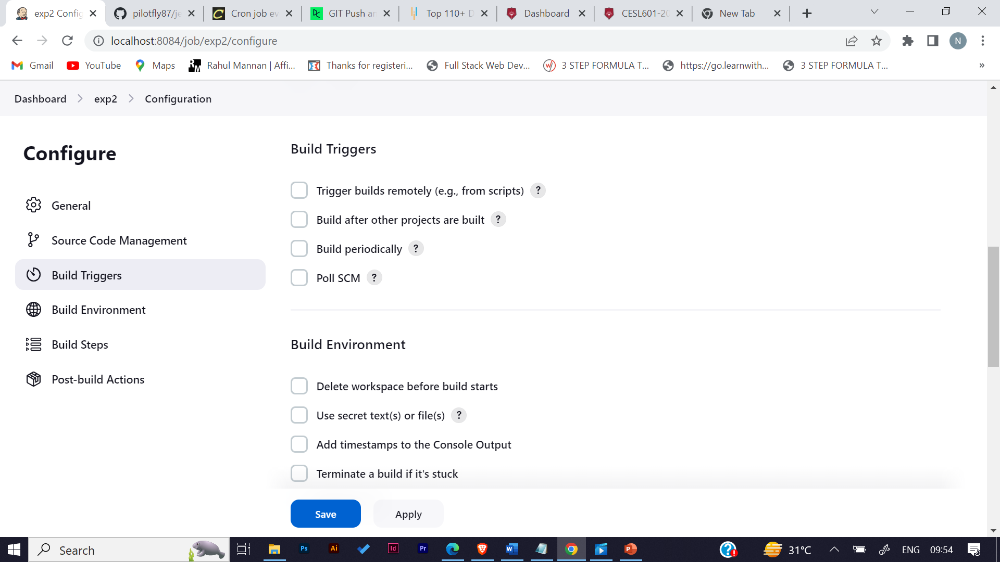 exp2 Config
pilotfly87/je
Cron job ev
GIT Push an
Top 110+ D
Dashboard
CESL601-20
New Tab
localhost:8084/job/exp2/configure
N
Gmail
YouTube
Maps
RM
Rahul Mannan | Affi...
Thanks for registeri...
Full Stack Web Dev...
3 STEP FORMULA T...
https://go.learnwith...
3 STEP FORMULA T...
»
Dashboard > exp2 > Configuration
Configure
General
Source Code Management
Build Triggers
Build Environment
Build Steps
Post-build Actions
Build Triggers
Trigger builds remotely (e.g., from scripts) ?
Build after other projects are built ?
Build periodically ?
Poll SCM ?
Build Environment
Delete workspace before build starts
Use secret text(s) or file(s) ?
Add timestamps to the Console Output
Terminate a build if it's stuck
Save
Apply
Search
Ps
Ai
Id
Pr
W
P
?
31°C
ENG
09:54